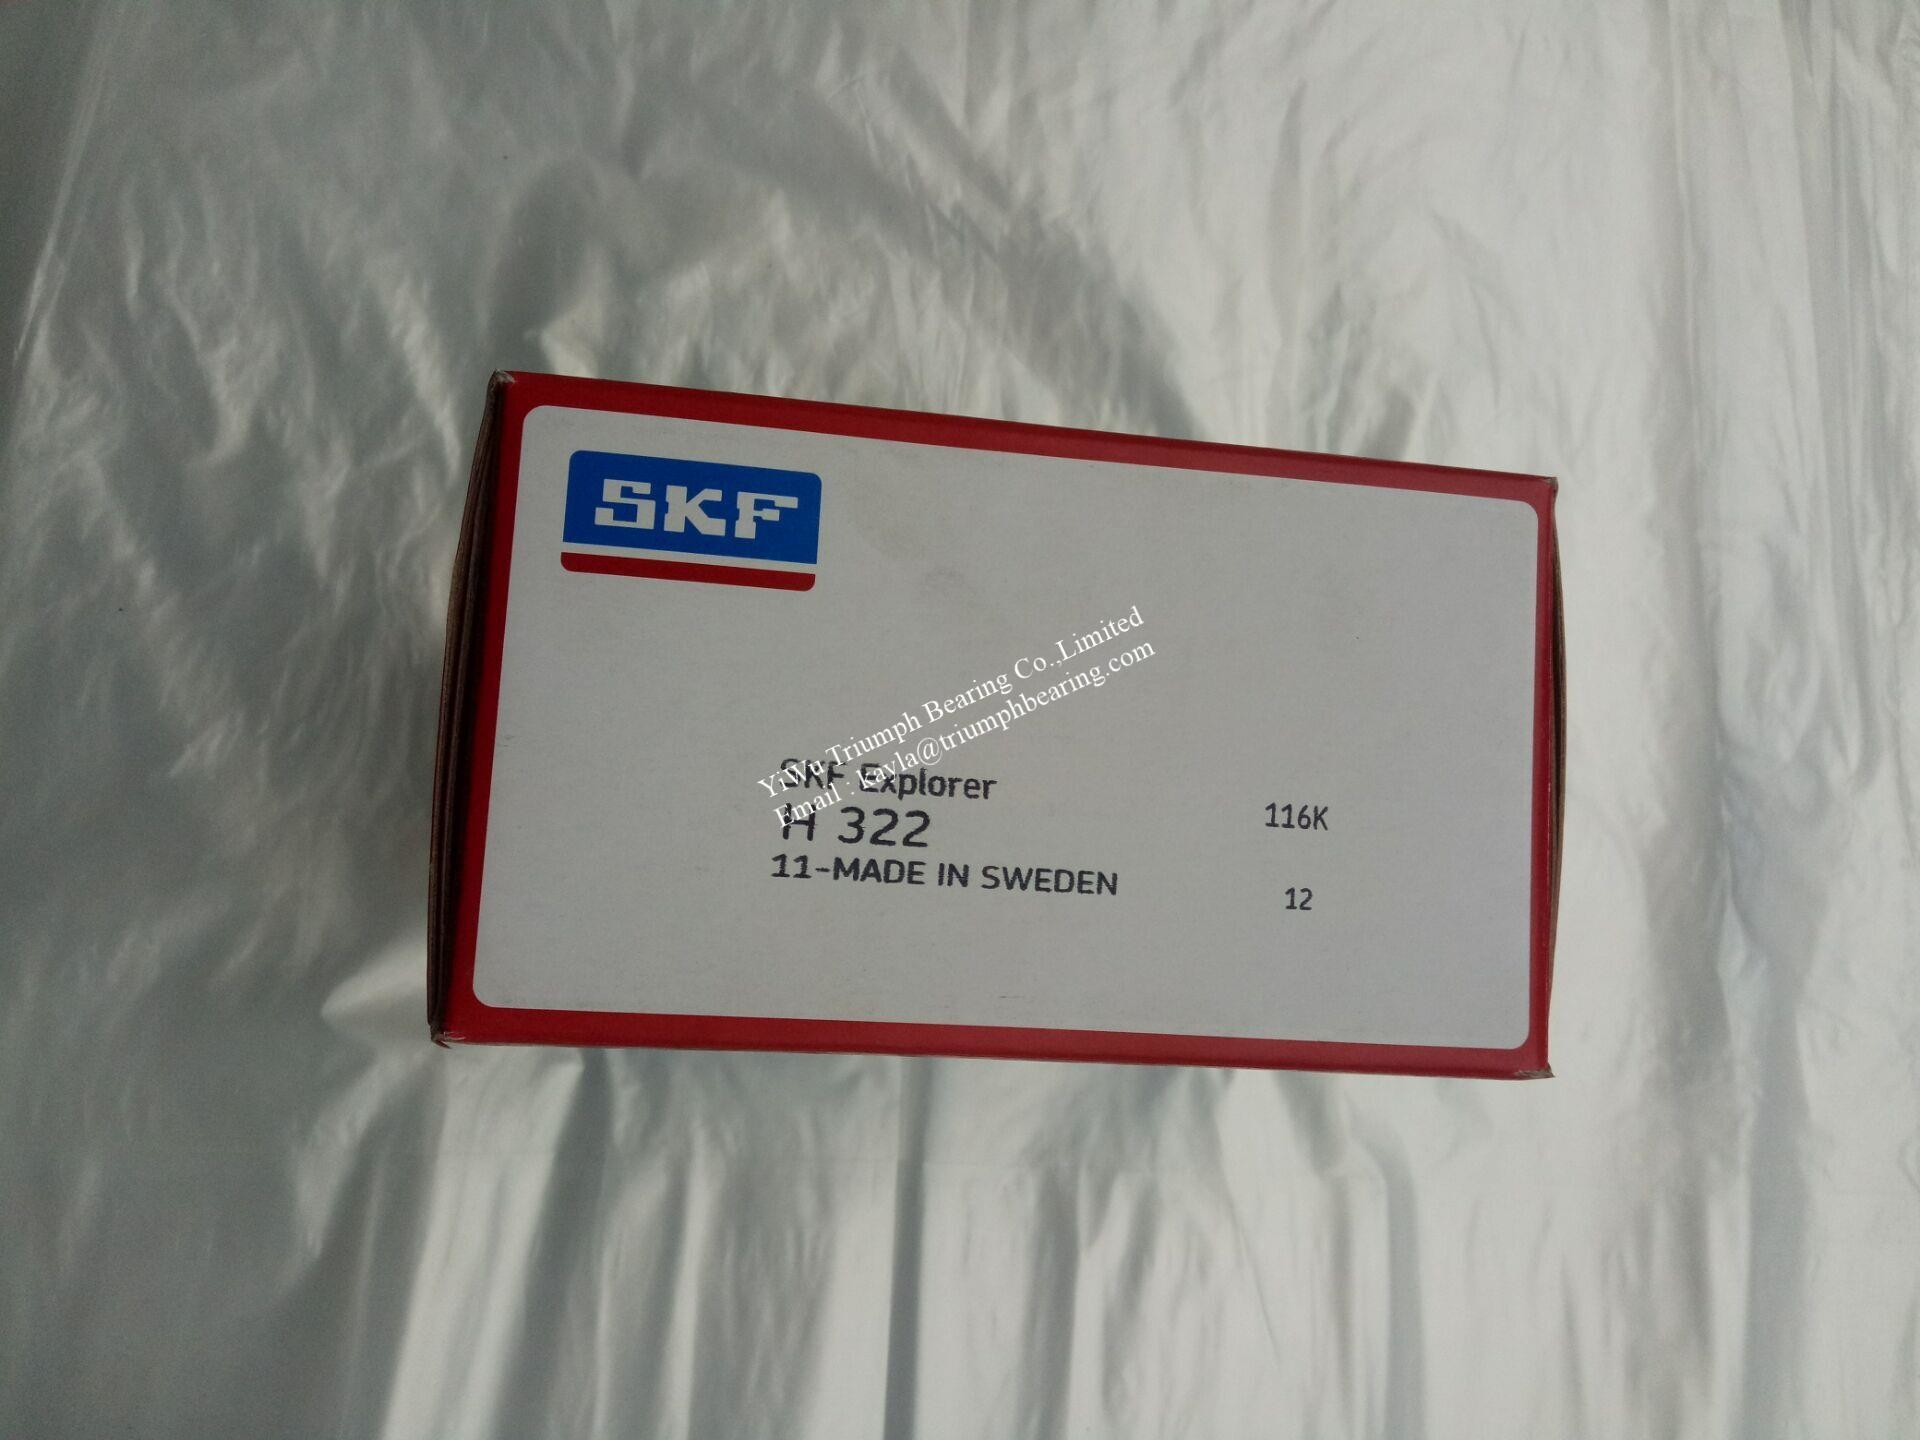 SKF
YiWu Triumph Bearing Co.,Limited
Email : kayla@triumphbearing.com
SKF Explorer
H 322
116K
11-MADE IN SWEDEN
12